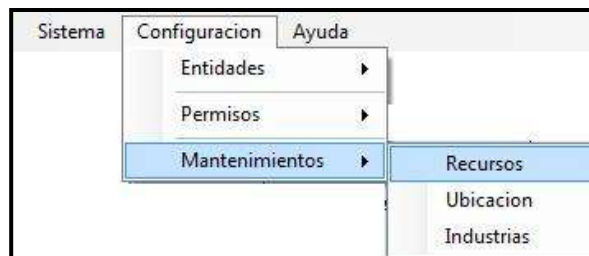 Sistema Configuracion Ayuda
Entidades
Permisos
Mantenimientos Recursos
Ubicacion
Industrias